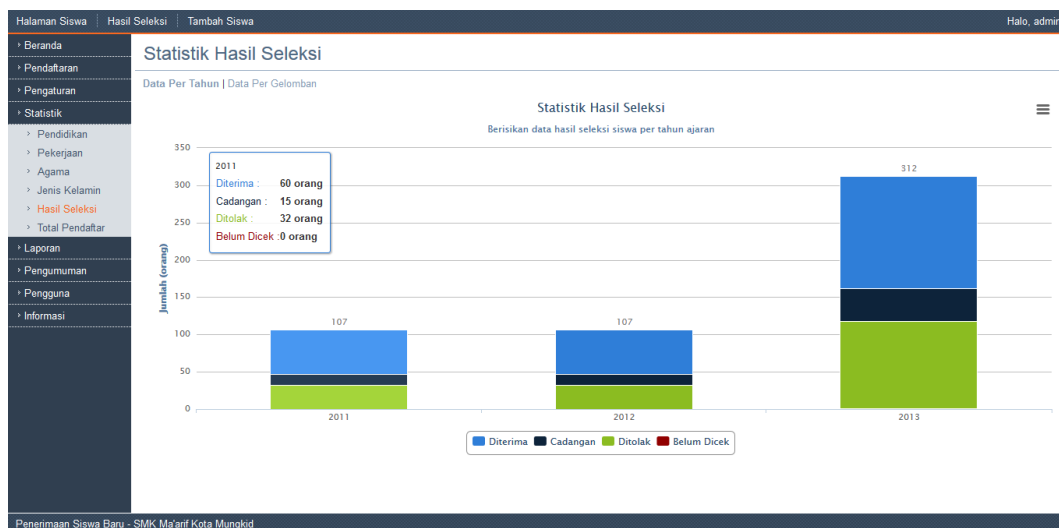 Halaman Siswa Hasil Seleksi Tambah Siswa Halo, admin
Beranda
Pendaftaran
Pengaturan
Statistik
Pendidikan
Pekerjaan
Agama
Jenis Kelamin
Hasil Seleksi
Total Pendaftar
Laporan
Pengumuman
Pengguna
Informasi
Statistik Hasil Seleksi
Data Per Tahun | Data Per Gelomban
Statistik Hasil Seleksi
Berisikan data hasil seleksi siswa per tahun ajaran
Jumlah (orang)
350
300
250
200
150
100
50
0
2011
Diterima : 60 orang
Cadangan : 15 orang
Ditolak : 32 orang
Belum Dicek : 0 orang
107
107
312
2011
2012
2013
Diterima Cadangan Ditolak Belum Dicek
Penerimaan Siswa Baru - SMK Ma'arif Kota Mungkid